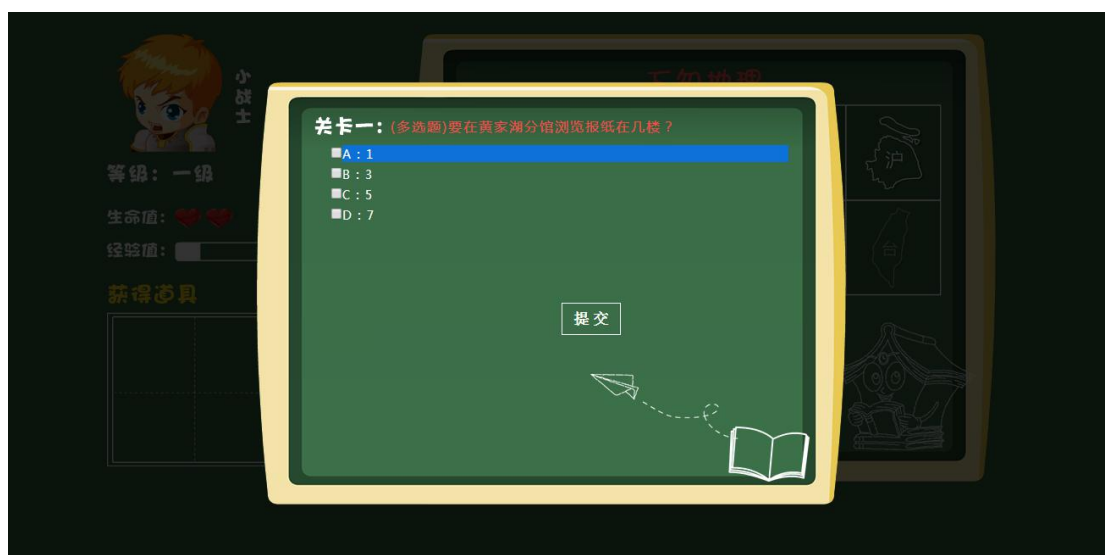 小战士
等级：一级
生命值：
经验值：
获得道具
关卡一：(多选题)要在黄家湖分馆浏览报纸在几楼？
A：1
B：3
C：5
D：7
提交
沪
台